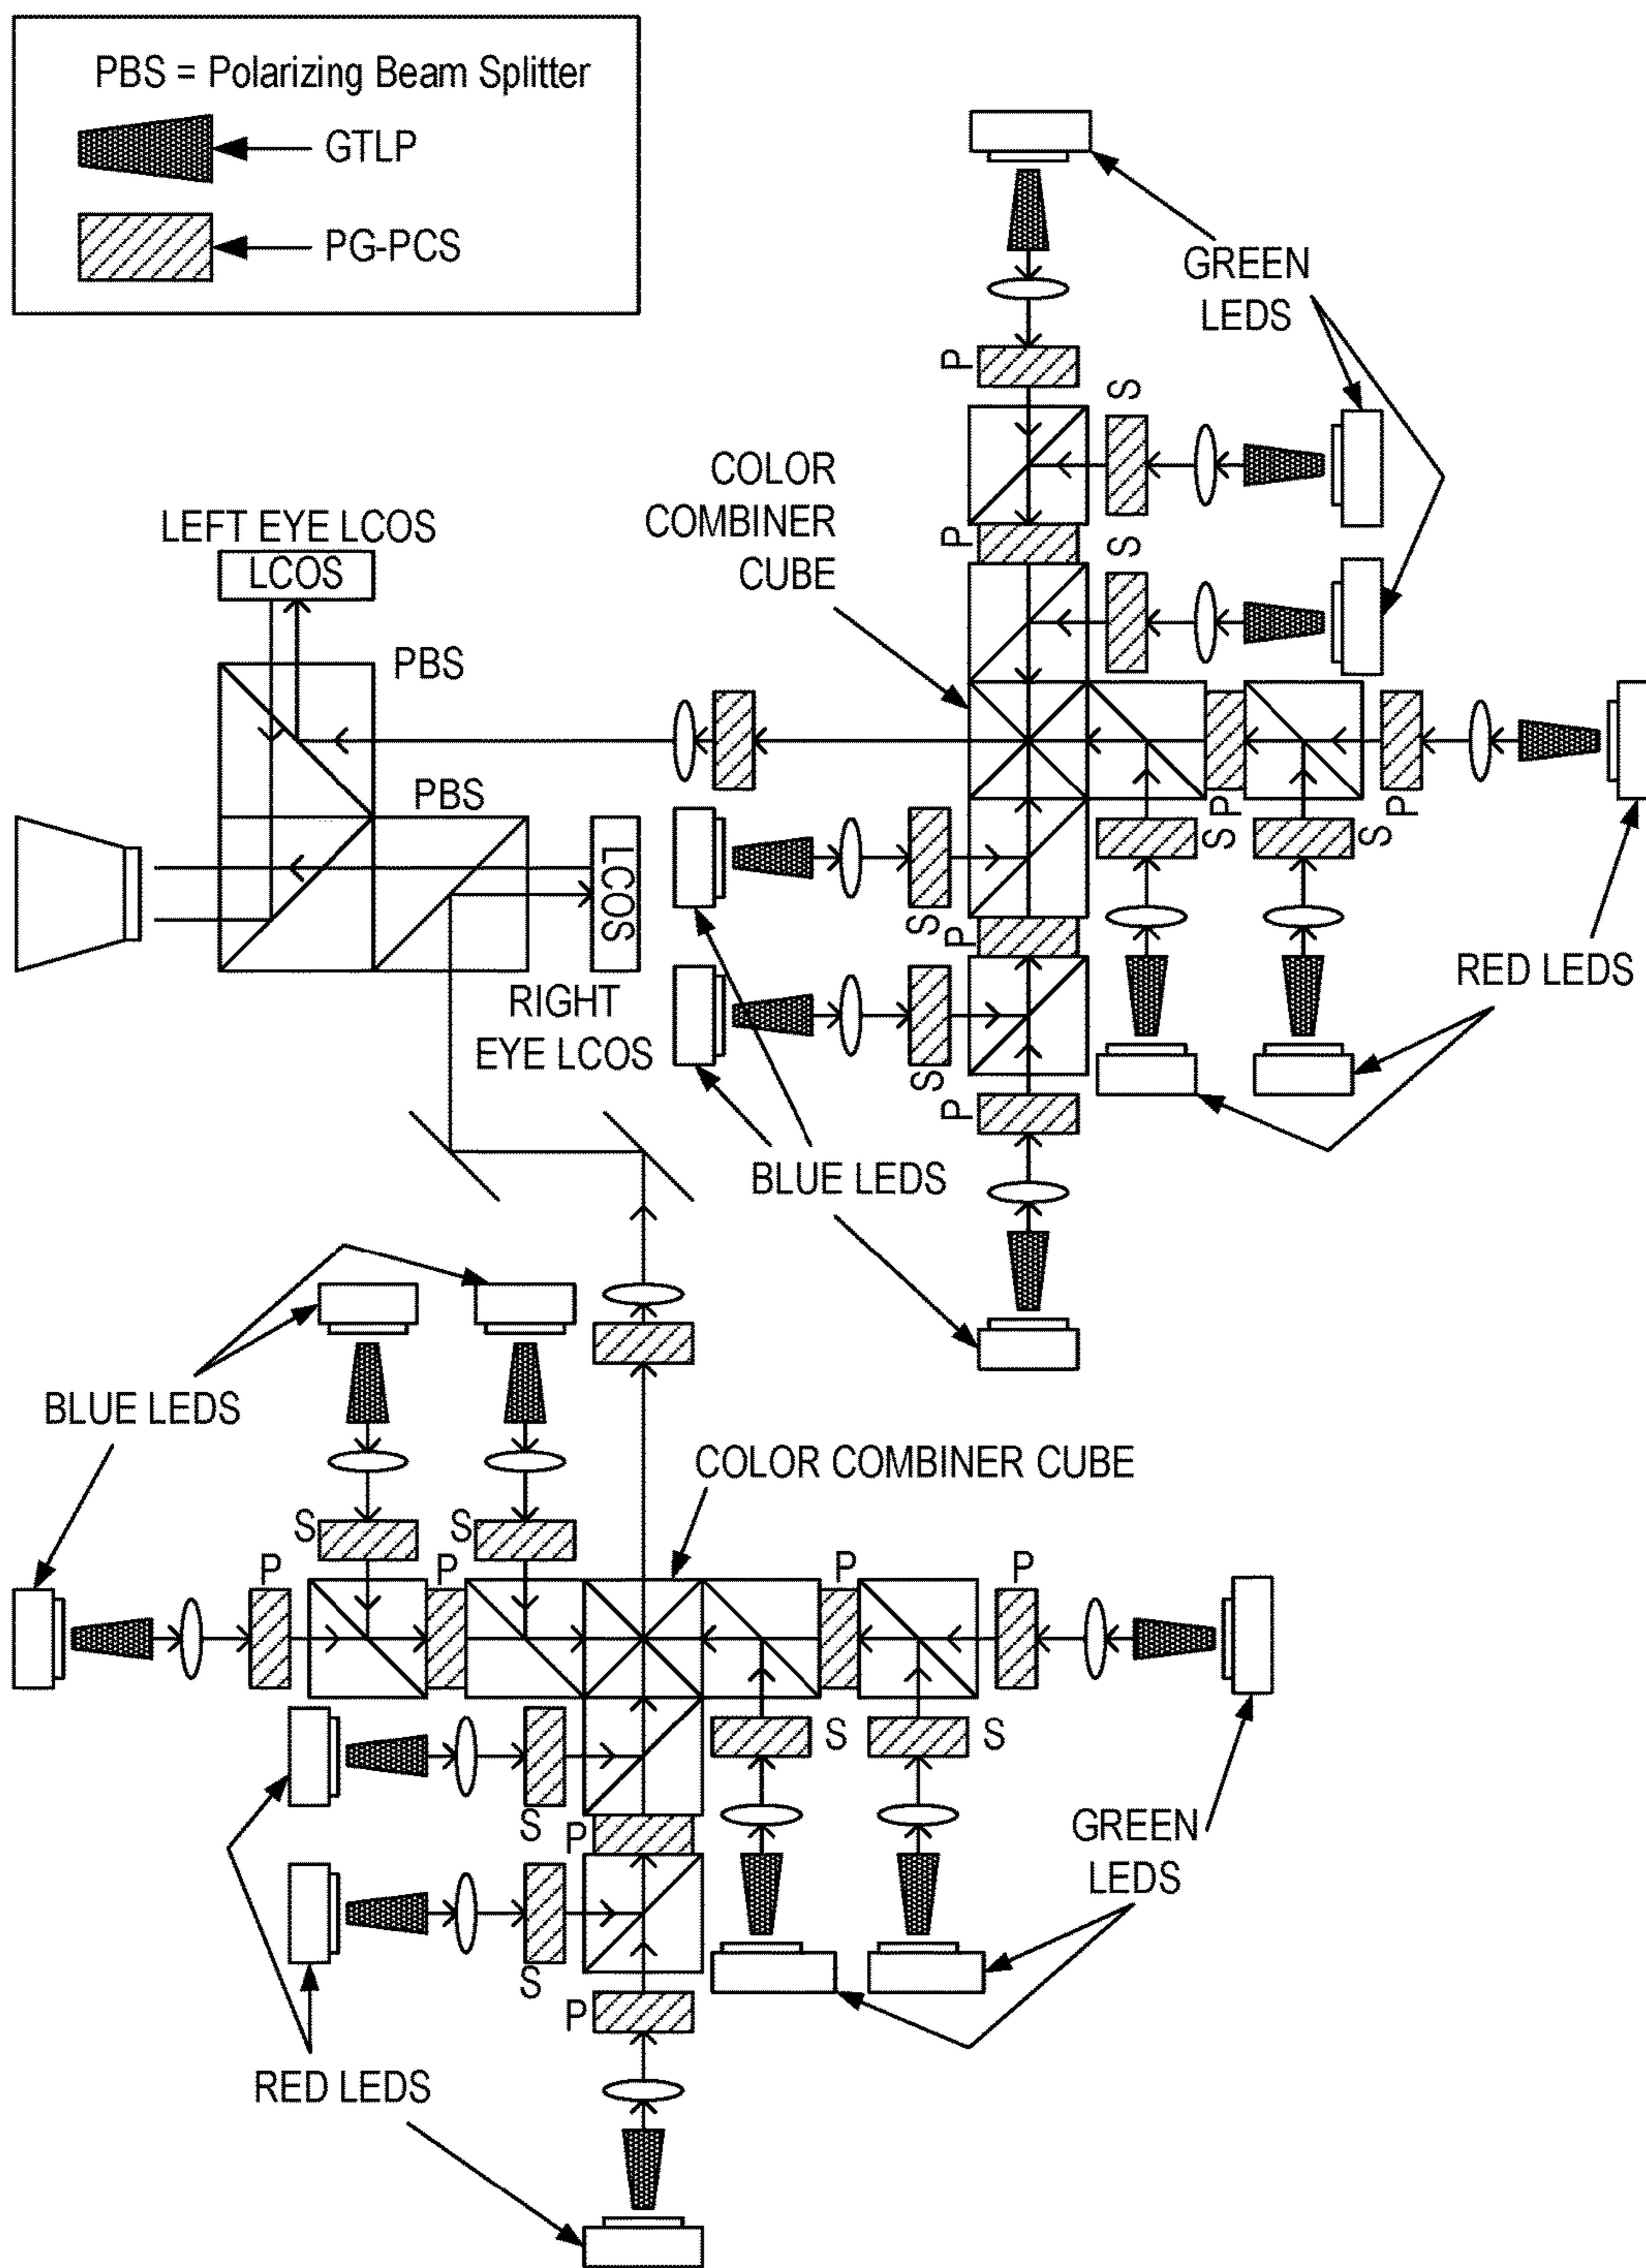 PBS = Polarizing Beam Splitter
GTLP
PG-PCS
GREEN
LEDS
P
S
COLOR
COMBINER
CUBE
P
S
LEFT EYE LCOS
LCOS
PBS
PBS
LCOS
RIGHT
EYE LCOS
S
P
S
P
S
P
S
P
RED LEDS
BLUE LEDS
BLUE LEDS
COLOR COMBINER CUBE
S
S
P
P
P
P
S
S
S
P
S
P
GREEN
LEDS
RED LEDS